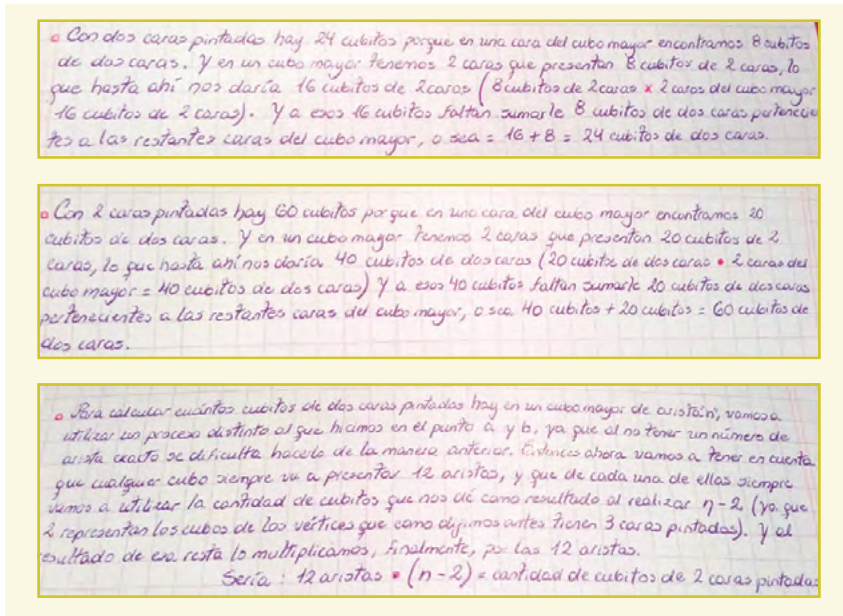 Con dos caras pintadas hay 24 cubitos porque en una cara del cubo mayor encontramos 8 cubitos
de dos caras. Y en un cubo mayor tenemos 2 caras que presentan 8 cubitos de 2 caras, lo
que hasta ahí nos daría 16 cubitos de 2 caras (8 cubitos de 2 caras x 2 caras del cubo mayor
16 cubitos de 2 caras). Y a esos 16 cubitos faltan sumarle 8 cubitos de dos caras pertenecien
tes a las restantes caras del cubo mayor, o sea = 16 + 8 = 24 cubitos de dos caras.
Con 2 caras pintadas hay 60 cubitos porque en una cara del cubo mayor encontramos 20
cubitos de dos caras. Y en un cubo mayor tenemos 2 caras que presentan 20 cubitos de 2
caras, lo que hasta ahí nos daría 40 cubitos de dos caras (20 cubitos de dos caras • 2 caras del
cubo mayor = 40 cubitos de dos caras) Y a esos 40 cubitos faltan sumarle 20 cubitos de dos caras
pertenecientes a las restantes caras del cubo mayor, o sea, 40 cubitos + 20 cubitos = 60 cubitos de
dos caras.
Para calcular cuántos cubitos de dos caras pintadas hay en un cubo mayor de arista "n", vamos a
utilizar un proceso distinto al que hicimos en el punto a y b, ya que al no tener un número de
arista exacto se dificulta hacerlo de la manera anterior. Entonces ahora vamos a tener en cuenta
que cualquier cubo siempre va a presentar 12 aristas, y que de cada una de ellas siempre
vamos a utilizar la cantidad de cubitos que nos dé como resultado al realizar n-2 (ya que
2 representan los cubos de los vértices que como dijimos antes tienen 3 caras pintadas). Y al
resultado de esa resta lo multiplicamos, finalmente, por las 12 aristas.
Sería : 12 aristas • (n-2) = cantidad de cubitos de 2 caras pintadas